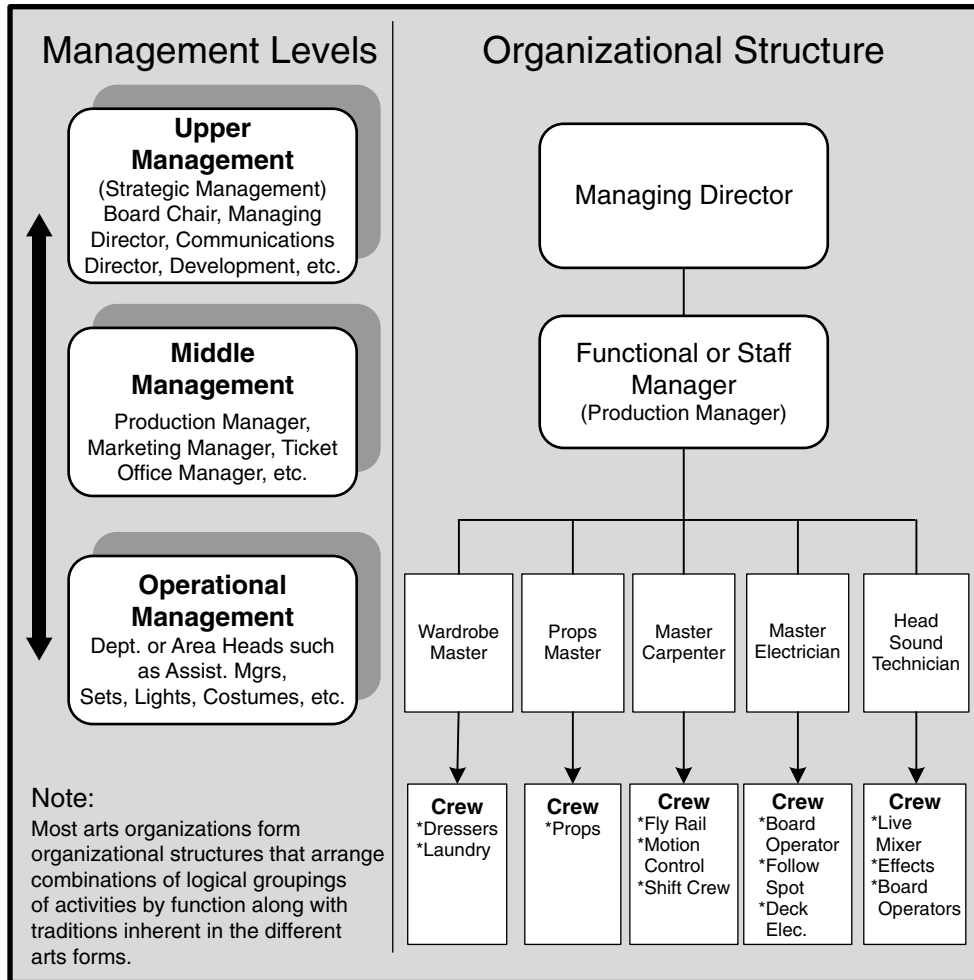 Management Levels
Upper
Management
(Strategic Management)
Board Chair, Managing
Director, Communications
Director, Development, etc.
Middle
Management
Production Manager,
Marketing Manager, Ticket
Office Manager, etc.
Operational
Management
Dept. or Area Heads such
as Assist. Mgrs,
Sets, Lights, Costumes, etc.
Note:
Most arts organizations form
organizational structures that arrange
combinations of logical groupings
of activities by function along with
traditions inherent in the different
arts forms.
Organizational Structure
Managing Director
Functional or Staff
Manager
(Production Manager)
Wardrobe
Master
Props
Master
Master
Carpenter
Master
Electrician
Head
Sound
Technician
Crew
*Dressers
*Laundry
Crew
*Props
Crew
*Fly Rail
*Motion
Control
*Shift Crew
Crew
*Board
Operator
*Follow
Spot
*Deck
Elec.
Crew
*Live
Mixer
*Effects
*Board
Operators